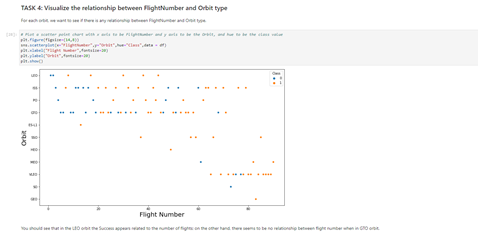 TASK 4: Visualize the relationship between FlightNumber and Orbit type
For each orbit, we want to see if there is any relationship between FlightNumber and Orbit type.
# Plot a scatter point chart with x axis to be FlightNumber and y axis to be the Orbit, and hue to be the class value
plt.figure(figsize=(14,8))
sns.scatterplot(x="FlightNumber",y="Orbit",hue="Class",data = df)
plt.xlabel("Flight Number",fontsize=20)
plt.ylabel("Orbit",fontsize=20)
plt.show()
Class
0
1
LEO
ISS
PO
GTO
ES-L1
SSO
HEO
MEO
VLEO
SO
GEO
Orbit
0
20
40
60
80
Flight Number
You should see that in the LEO orbit the Success appears related to the number of flights; on the other hand, there seems to be no relationship between flight number when in GTO orbit.